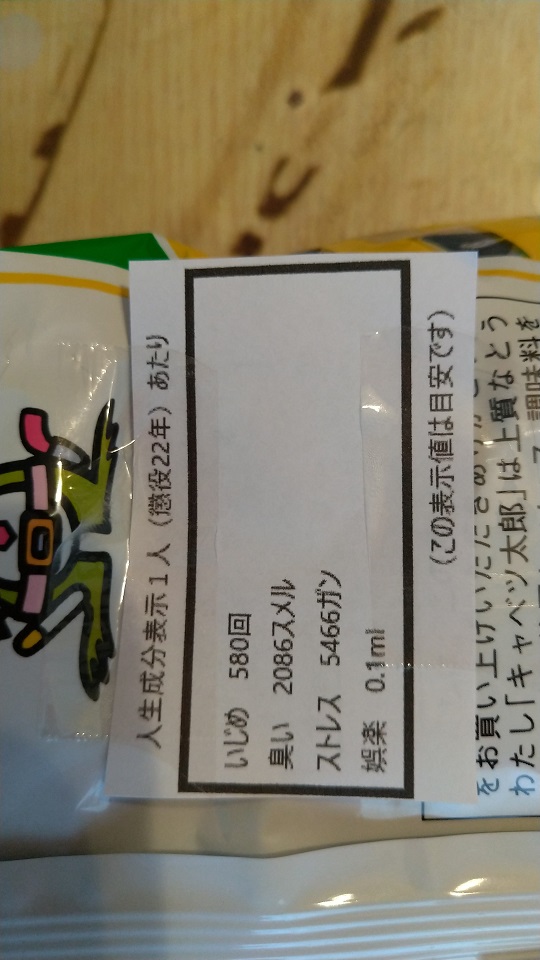 人生成分表示1人（懲役22年）あたり
いじめ 580回
臭い 2086スメル
ストレス 5466ガン
娯楽 0.1ml
（この表示値は目安です）
をお買い上げいただき
わたし「キャベツ太郎」は上質なとう
調味料を